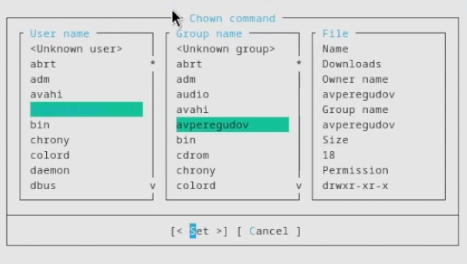 Chown command
User name
<Unknown user>
abrt
adm
avahi
bin
chrony
colord
daemon
dbus
Group name
<Unknown group>
abrt
adm
audio
avahi
avperegudov
bin
cdrom
chrony
colord
File
Name
Downloads
Owner name
avperegudov
Group name
avperegudov
Size
18
Permission
drwxr-xr-x
[< Set >] [ Cancel ]